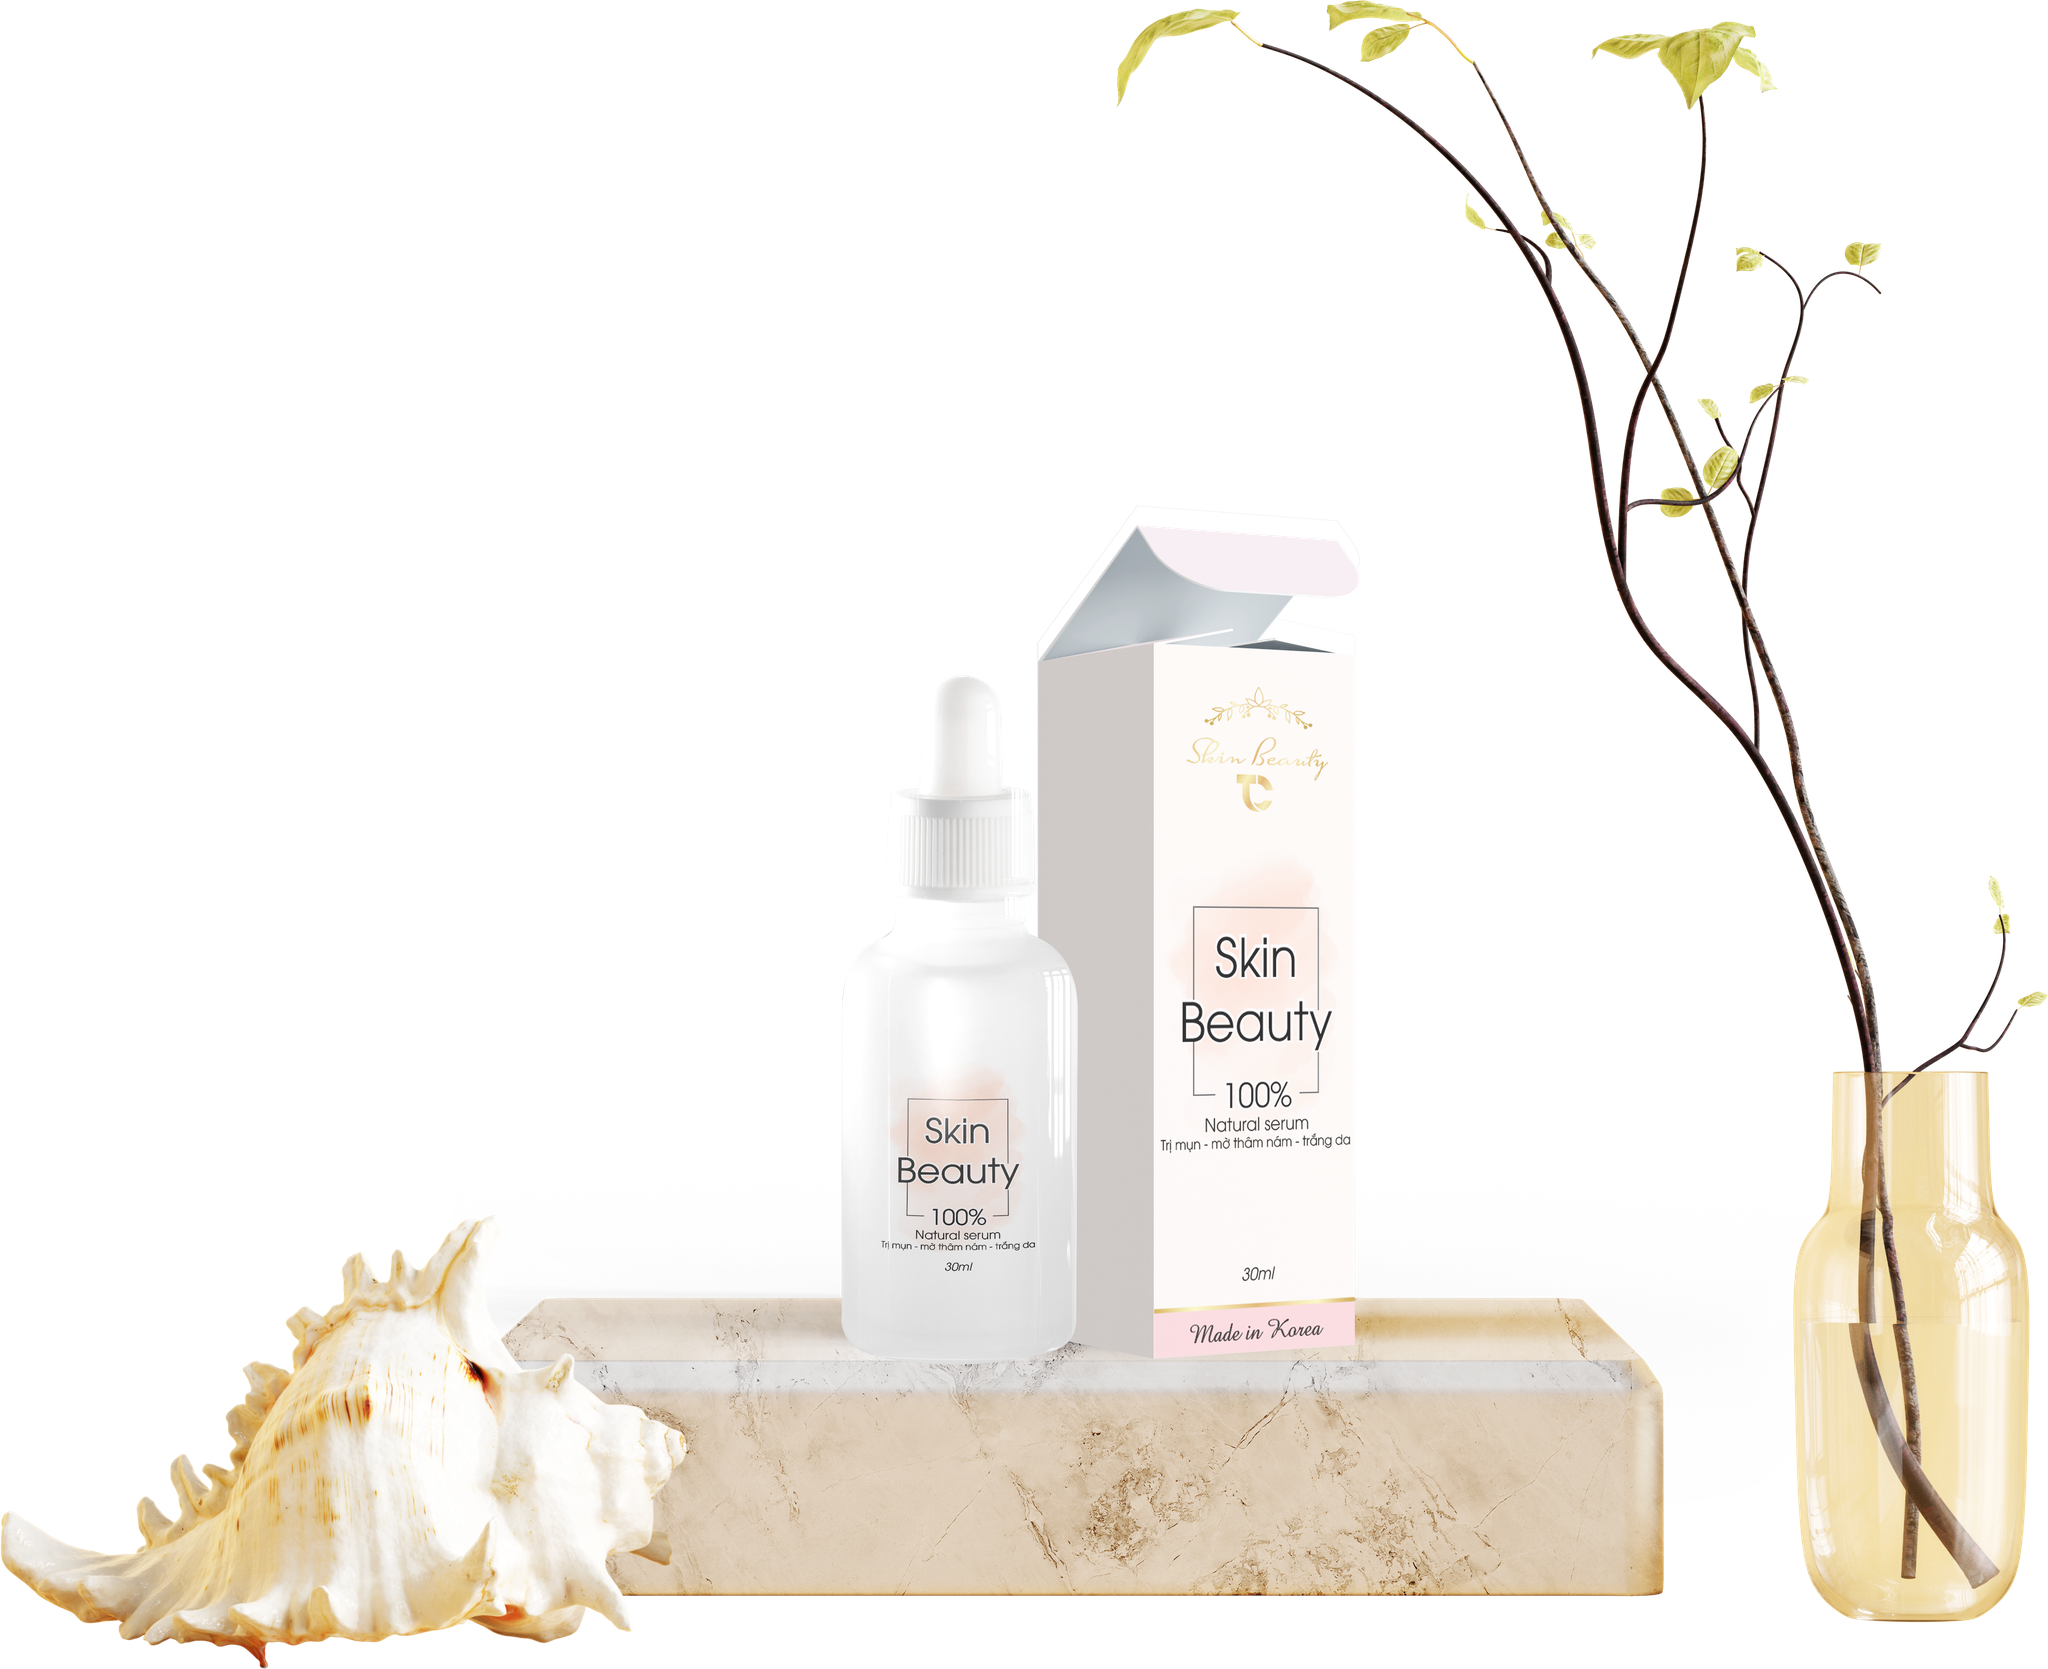 Skin Beauty
TC
Skin
Beauty
100%
Natural serum
Trị mụn - mờ thâm nám - trắng da
30ml
Made in Korea
Skin
Beauty
100%
Natural serum
Trị mụn - mờ thâm nám - trắng da
30ml